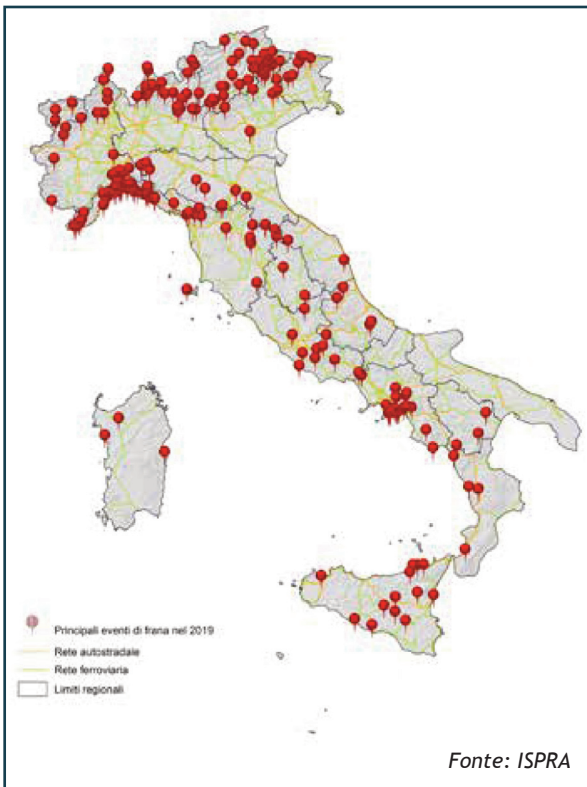 Principali eventi di frana nel 2019
Rete autostradale
Rete ferroviaria
Limiti regionali
Fonte: ISPRA